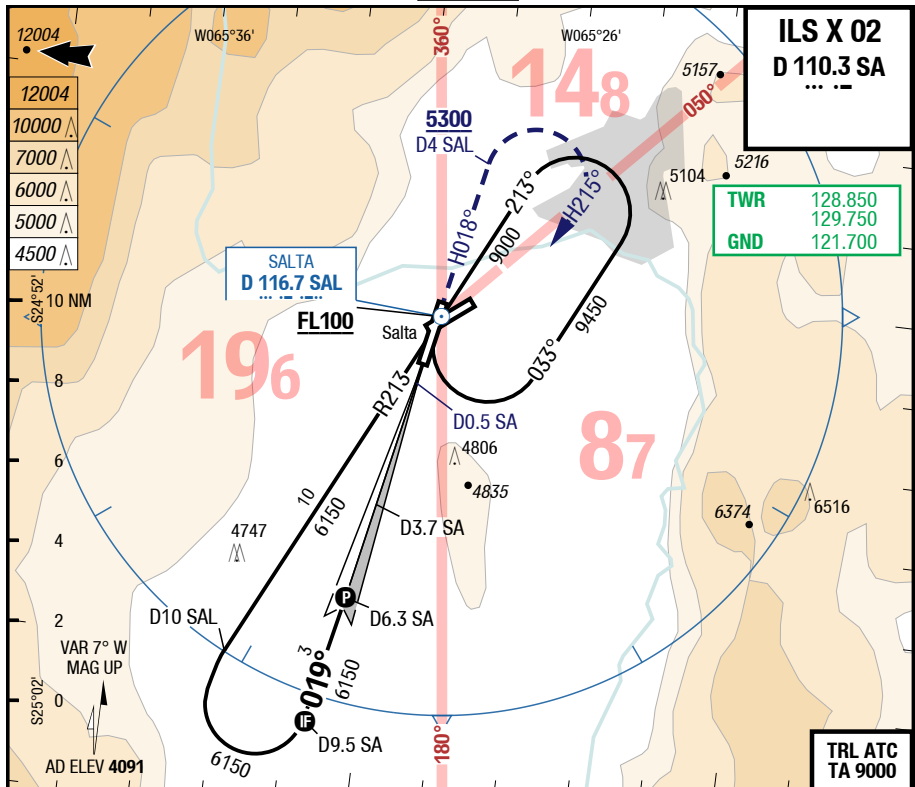 12004
W065°36'
360°
W065°26'
ILS X 02
D 110.3 SA
••• •–
148
5157
050°
12004
10000
7000
6000
5000
4500
5300
D4 SAL
213°
5216
5104
H215°
H018°
9000
TWR 128.850
129.750
GND 121.700
SALTA
D 116.7 SAL
S24°52'
10 NM
FL100
Salta
9450
033°
196
8
R213
D0.5 SA
87
6
4806
4835
10
6150
6516
6374
D3.7 SA
4747
4
D10 SAL
P
D6.3 SA
2
VAR 7° W
MAG UP
3
019°
6150
S25°02'
0
IF
D9.5 SA
180°
6150
AD ELEV 4091
TRL ATC
TA 9000